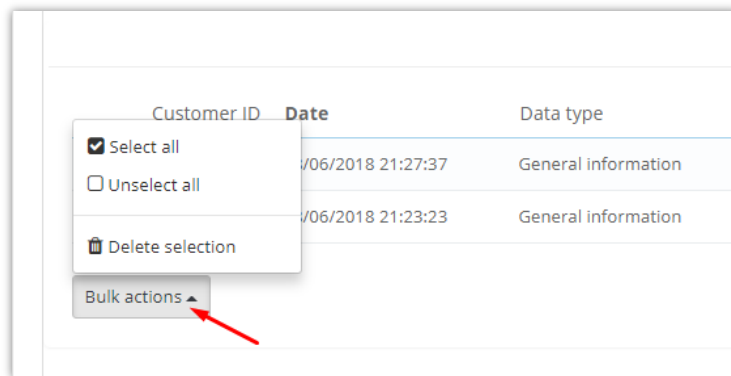 Customer ID Date Data type
Select all
/06/2018 21:27:37 General information
Unselect all
/06/2018 21:23:23 General information
Delete selection
Bulk actions